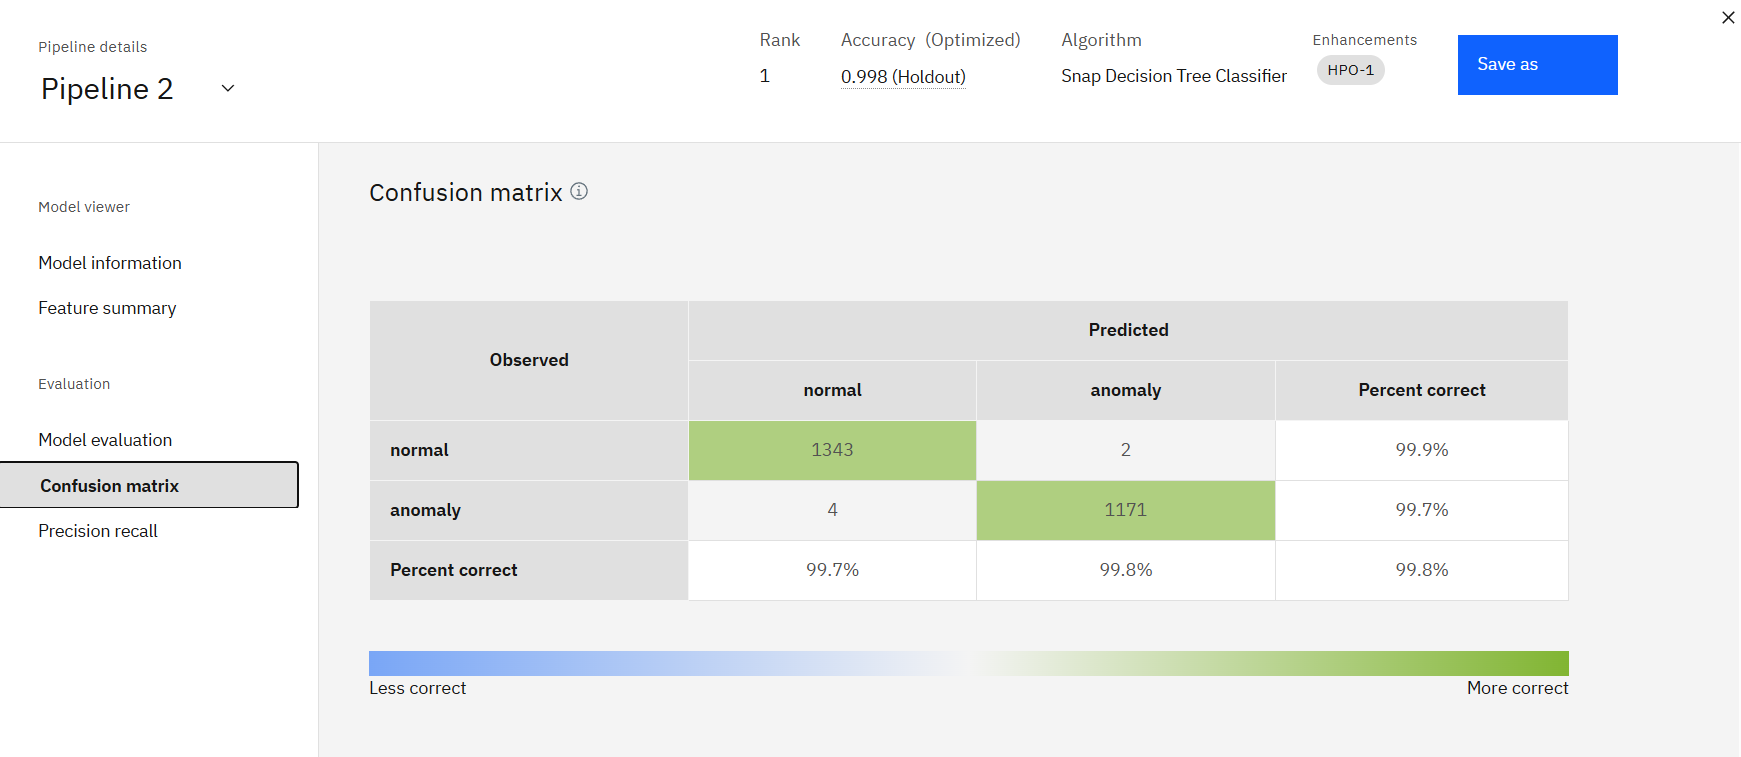 Pipeline details
Pipeline 2
Rank
1
Accuracy (Optimized)
0.998 (Holdout)
Algorithm
Snap Decision Tree Classifier
Enhancements
HPO-1
Save as
Model viewer
Model information
Feature summary
Evaluation
Model evaluation
Confusion matrix
Precision recall
Confusion matrix
Observed
Predicted
normal anomaly Percent correct
normal 1343 2 99.9%
anomaly 4 1171 99.7%
Percent correct 99.7% 99.8% 99.8%
Less correct
More correct